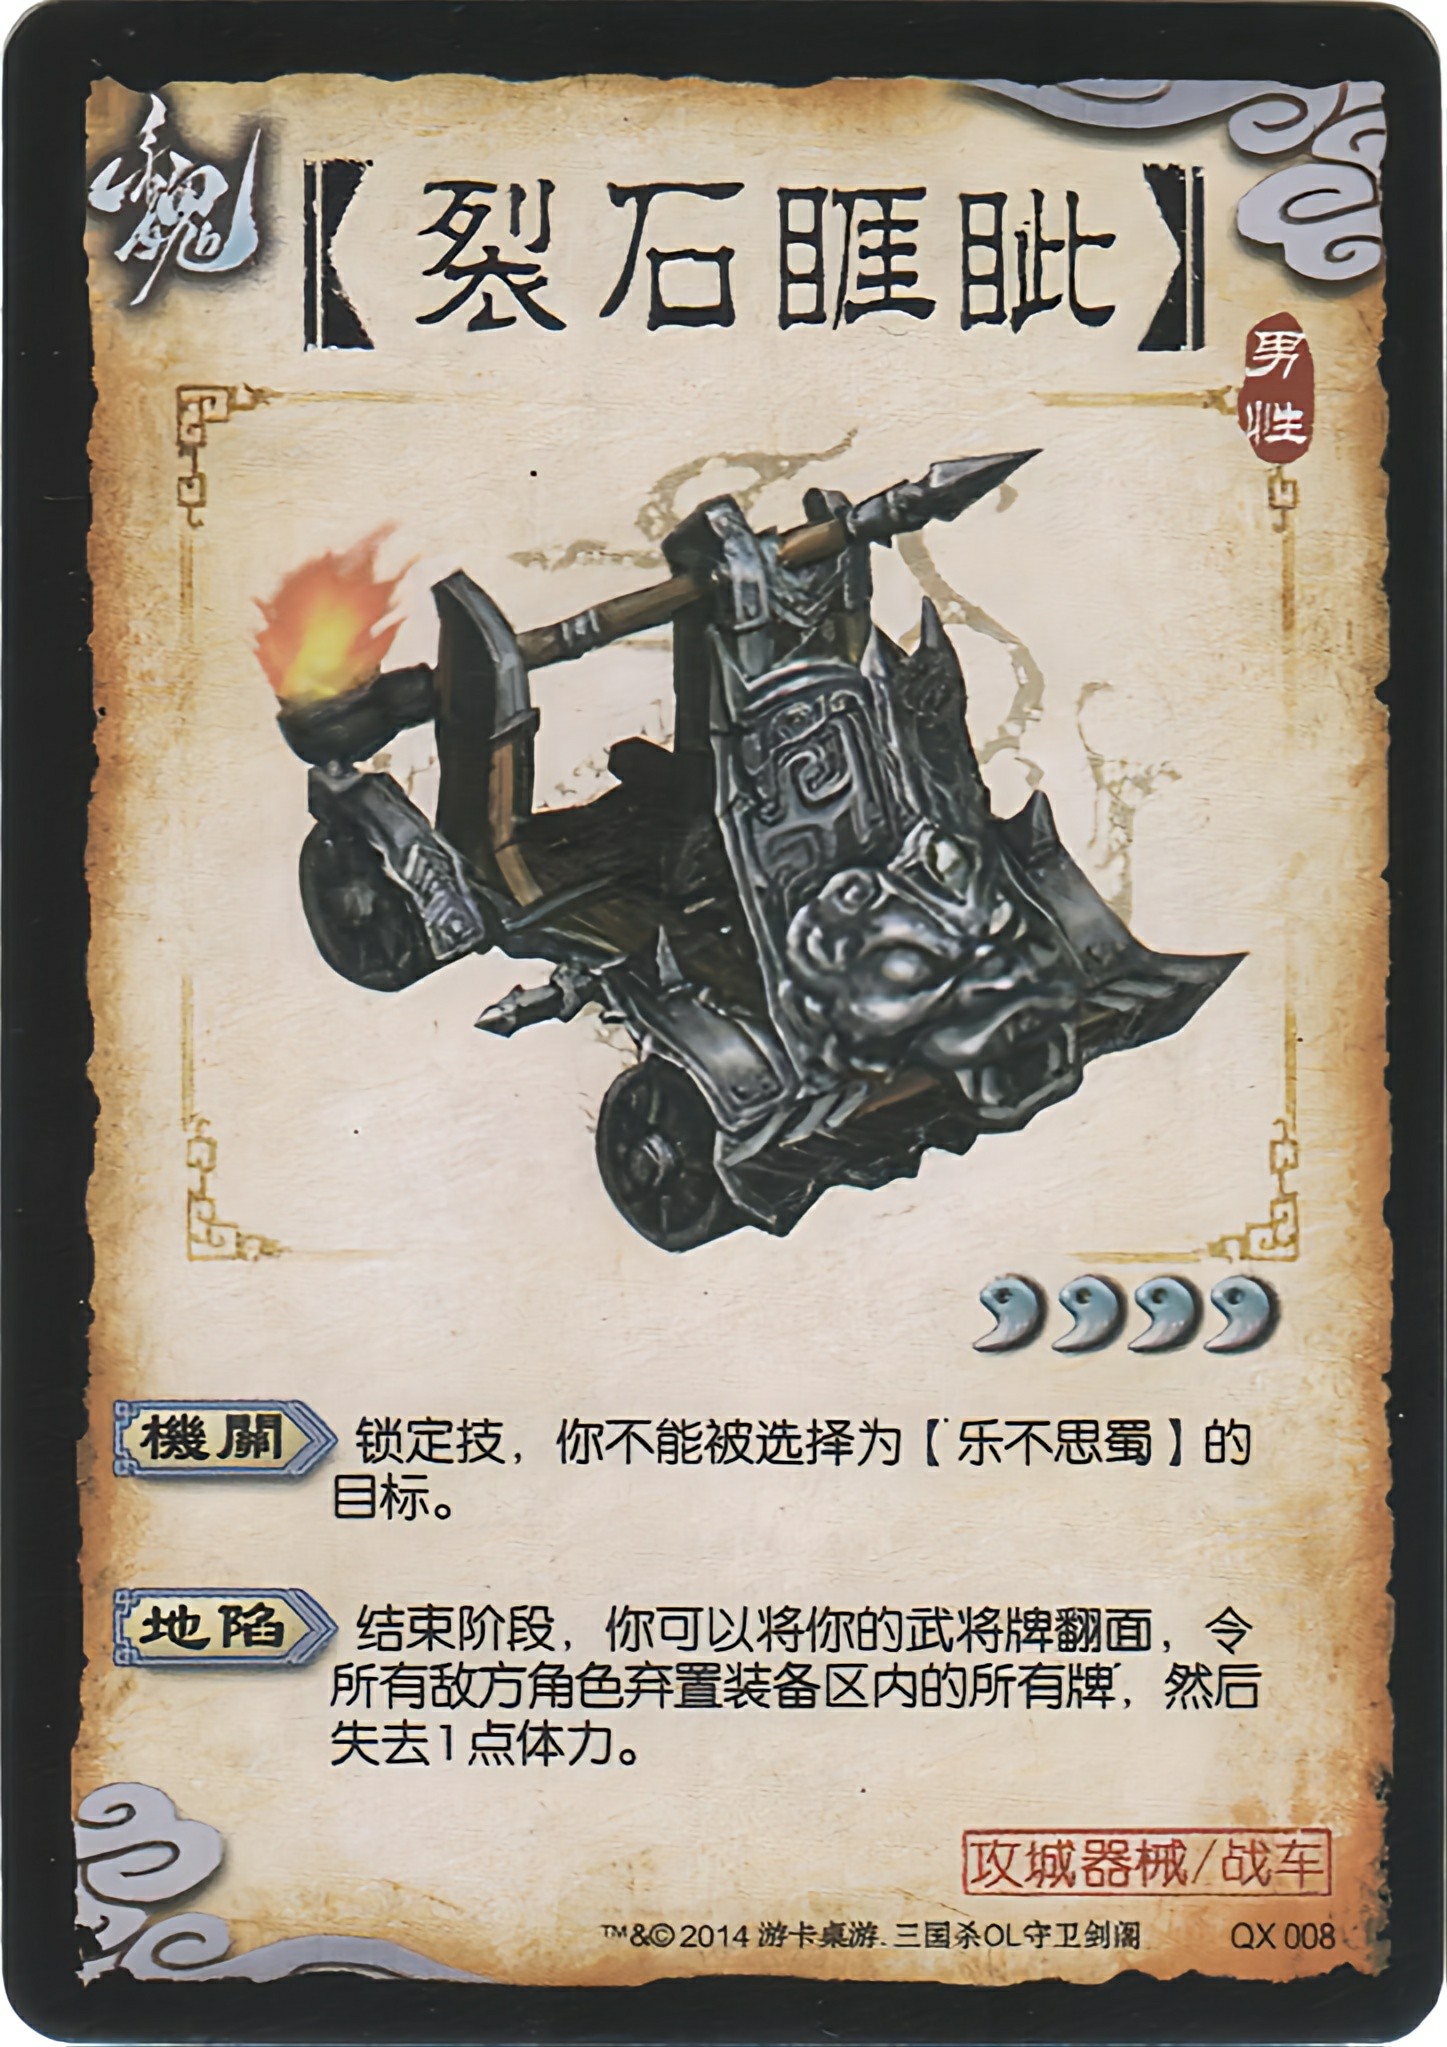 魏
【裂石睚眦】
男性
機關 锁定技，你不能被选择为【乐不思蜀】的
目标。
地陷 结束阶段，你可以将你的武将牌翻面，令
所有敌方角色弃置装备区内的所有牌，然后
失去1点体力。
攻城器械/战车
™&© 2014 游卡桌游. 三国杀OL守卫剑阁 QX 008